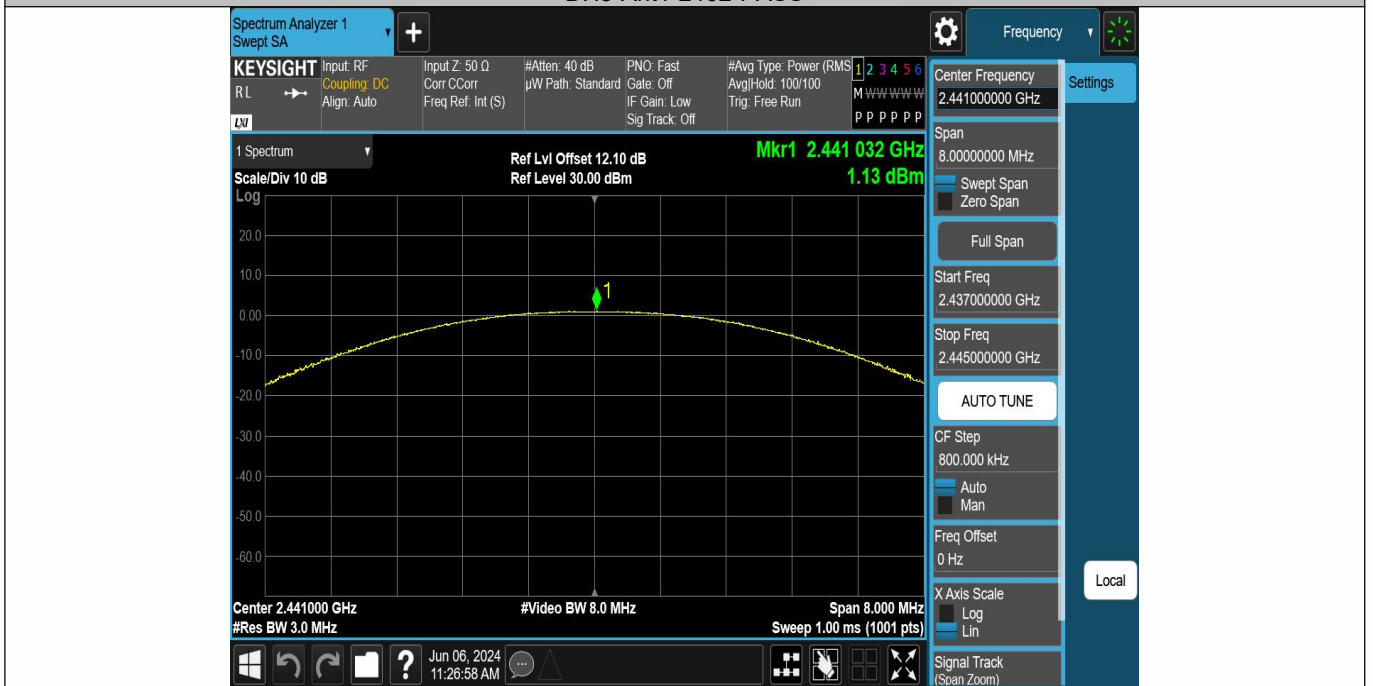 Spectrum Analyzer 1
Swept SA
Frequency
KEYSIGHT
RL
LXI
Input: RF
Coupling: DC
Align: Auto
Input Z: 50 Ω
Corr CCorr
Freq Ref: Int (S)
#Atten: 40 dB
µW Path: Standard
PNO: Fast
Gate: Off
IF Gain: Low
Sig Track: Off
#Avg Type: Power (RMS
Avg|Hold: 100/100
Trig: Free Run
1 2 3 4 5 6
M W W W W W
P P P P P P
1 Spectrum
Scale/Div 10 dB
Log
Ref Lvl Offset 12.10 dB
Ref Level 30.00 dBm
Mkr1 2.441 032 GHz
1.13 dBm
20.0
10.0
1
0.00
-10.0
-20.0
-30.0
-40.0
-50.0
-60.0
Center 2.441000 GHz
#Res BW 3.0 MHz
#Video BW 8.0 MHz
Span 8.000 MHz
Sweep 1.00 ms (1001 pts)
Center Frequency
2.441000000 GHz
Settings
Span
8.00000000 MHz
Swept Span
Zero Span
Full Span
Start Freq
2.437000000 GHz
Stop Freq
2.445000000 GHz
AUTO TUNE
CF Step
800.000 kHz
Auto
Man
Freq Offset
0 Hz
X Axis Scale
Log
Lin
Signal Track
(Span Zoom)
Local
?
Jun 06, 2024
11:26:58 AM